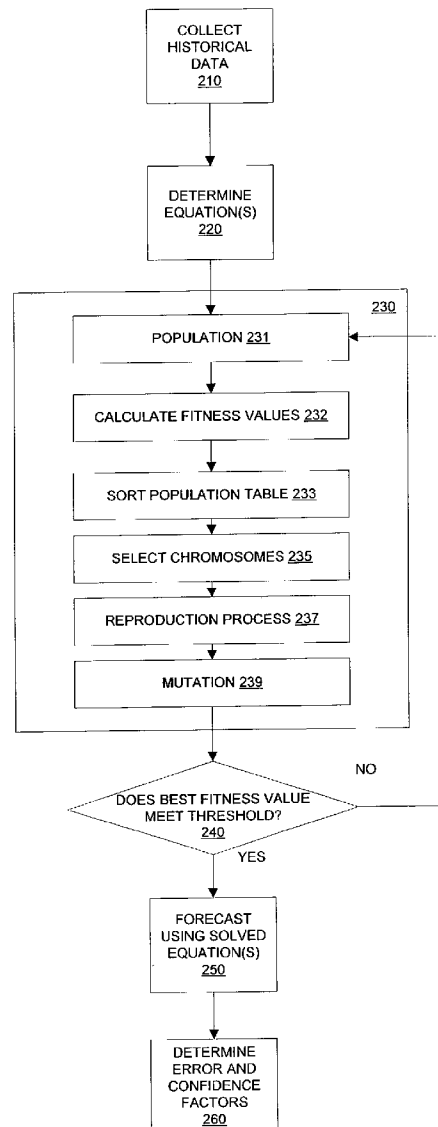 COLLECT
HISTORICAL
DATA
210
DETERMINE
EQUATION(S)
220
230
POPULATION 231
CALCULATE FITNESS VALUES 232
SORT POPULATION TABLE 233
SELECT CHROMOSOMES 235
REPRODUCTION PROCESS 237
MUTATION 239
NO
DOES BEST FITNESS VALUE
MEET THRESHOLD?
240
YES
FORECAST
USING SOLVED
EQUATION(S)
250
DETERMINE
ERROR AND
CONFIDENCE
FACTORS
260